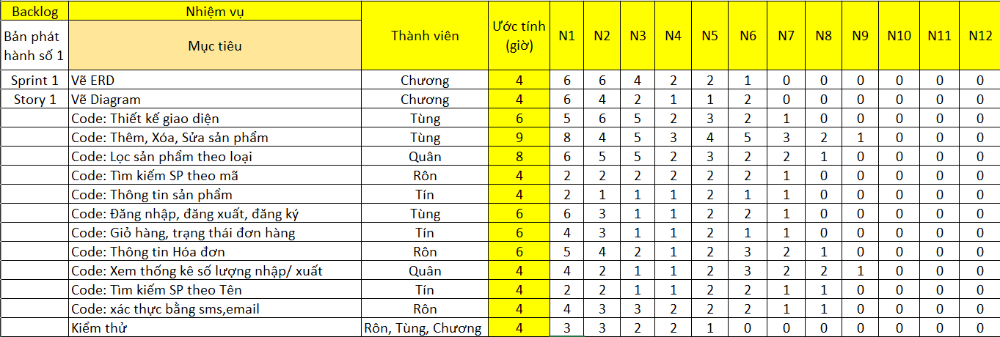 Backlog Nhiệm vụ Thành viên Ước tính (giờ) N1 N2 N3 N4 N5 N6 N7 N8 N9 N10 N11 N12
Bản phát hành số 1 Mục tiêu
Sprint 1 Vẽ ERD Chương 4 6 6 4 2 2 1 0 0 0 0 0 0
Story 1 Vẽ Diagram Chương 4 6 4 2 1 1 2 0 0 0 0 0 0
Code: Thiết kế giao diện Tùng 6 5 6 5 2 3 2 1 0 0 0 0 0
Code: Thêm, Xóa, Sửa sản phẩm Tùng 9 8 4 5 3 4 5 3 2 1 0 0 0
Code: Lọc sản phẩm theo loại Quân 8 6 5 5 2 3 2 2 1 0 0 0 0
Code: Tìm kiếm SP theo mã Rôn 4 2 2 2 2 2 2 1 0 0 0 0 0
Code: Thông tin sản phẩm Tín 4 2 1 1 1 2 1 1 0 0 0 0 0
Code: Đăng nhập, đăng xuất, đăng ký Tùng 6 6 3 1 1 2 2 1 0 0 0 0 0
Code: Giỏ hàng, trạng thái đơn hàng Tín 6 4 3 1 1 2 1 1 0 0 0 0 0
Code: Thông tin Hóa đơn Rôn 6 5 4 2 1 2 3 2 1 0 0 0 0
Code: Xem thống kê số lượng nhập/ xuất Quân 4 4 2 1 1 2 3 2 2 1 0 0 0
Code: Tìm kiếm SP theo Tên Tín 4 2 2 1 1 2 2 1 1 0 0 0 0
Code: xác thực bằng sms,email Rôn 4 4 3 3 2 2 2 1 1 0 0 0 0
Kiểm thử Rôn, Tùng, Chương 4 3 3 2 2 1 0 0 0 0 0 0 0